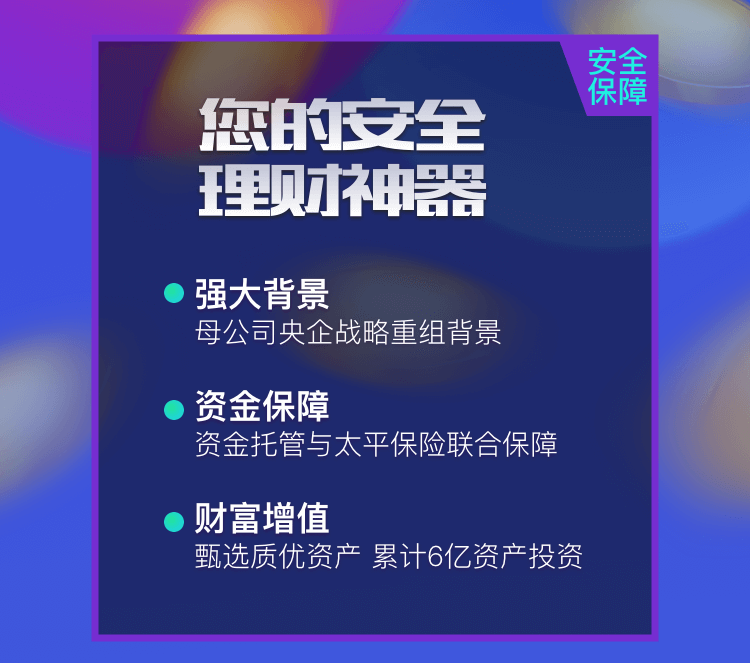 安全
保障
您的安全
理财神器
强大背景
母公司央企战略重组背景
资金保障
资金托管与太平保险联合保障
财富增值
甄选质优资产 累计6亿资产投资